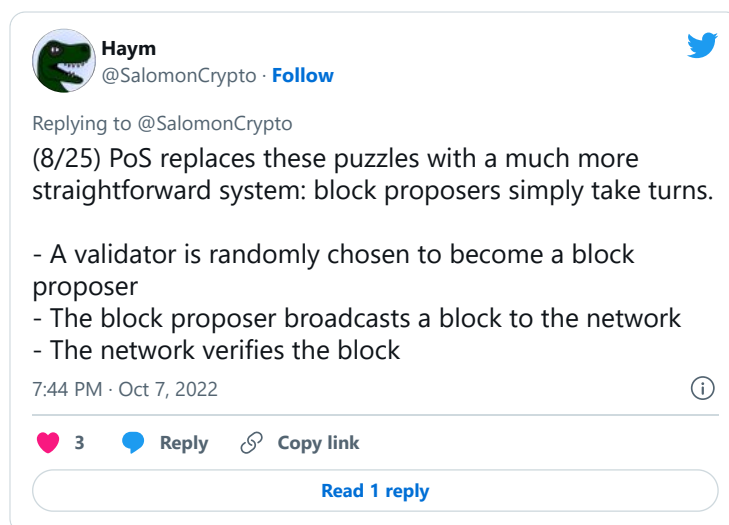 Haym
@SalomonCrypto · Follow
Replying to @SalomonCrypto
(8/25) PoS replaces these puzzles with a much more
straightforward system: block proposers simply take turns.
- A validator is randomly chosen to become a block
proposer
- The block proposer broadcasts a block to the network
- The network verifies the block
7:44 PM · Oct 7, 2022
3 Reply Copy link
Read 1 reply